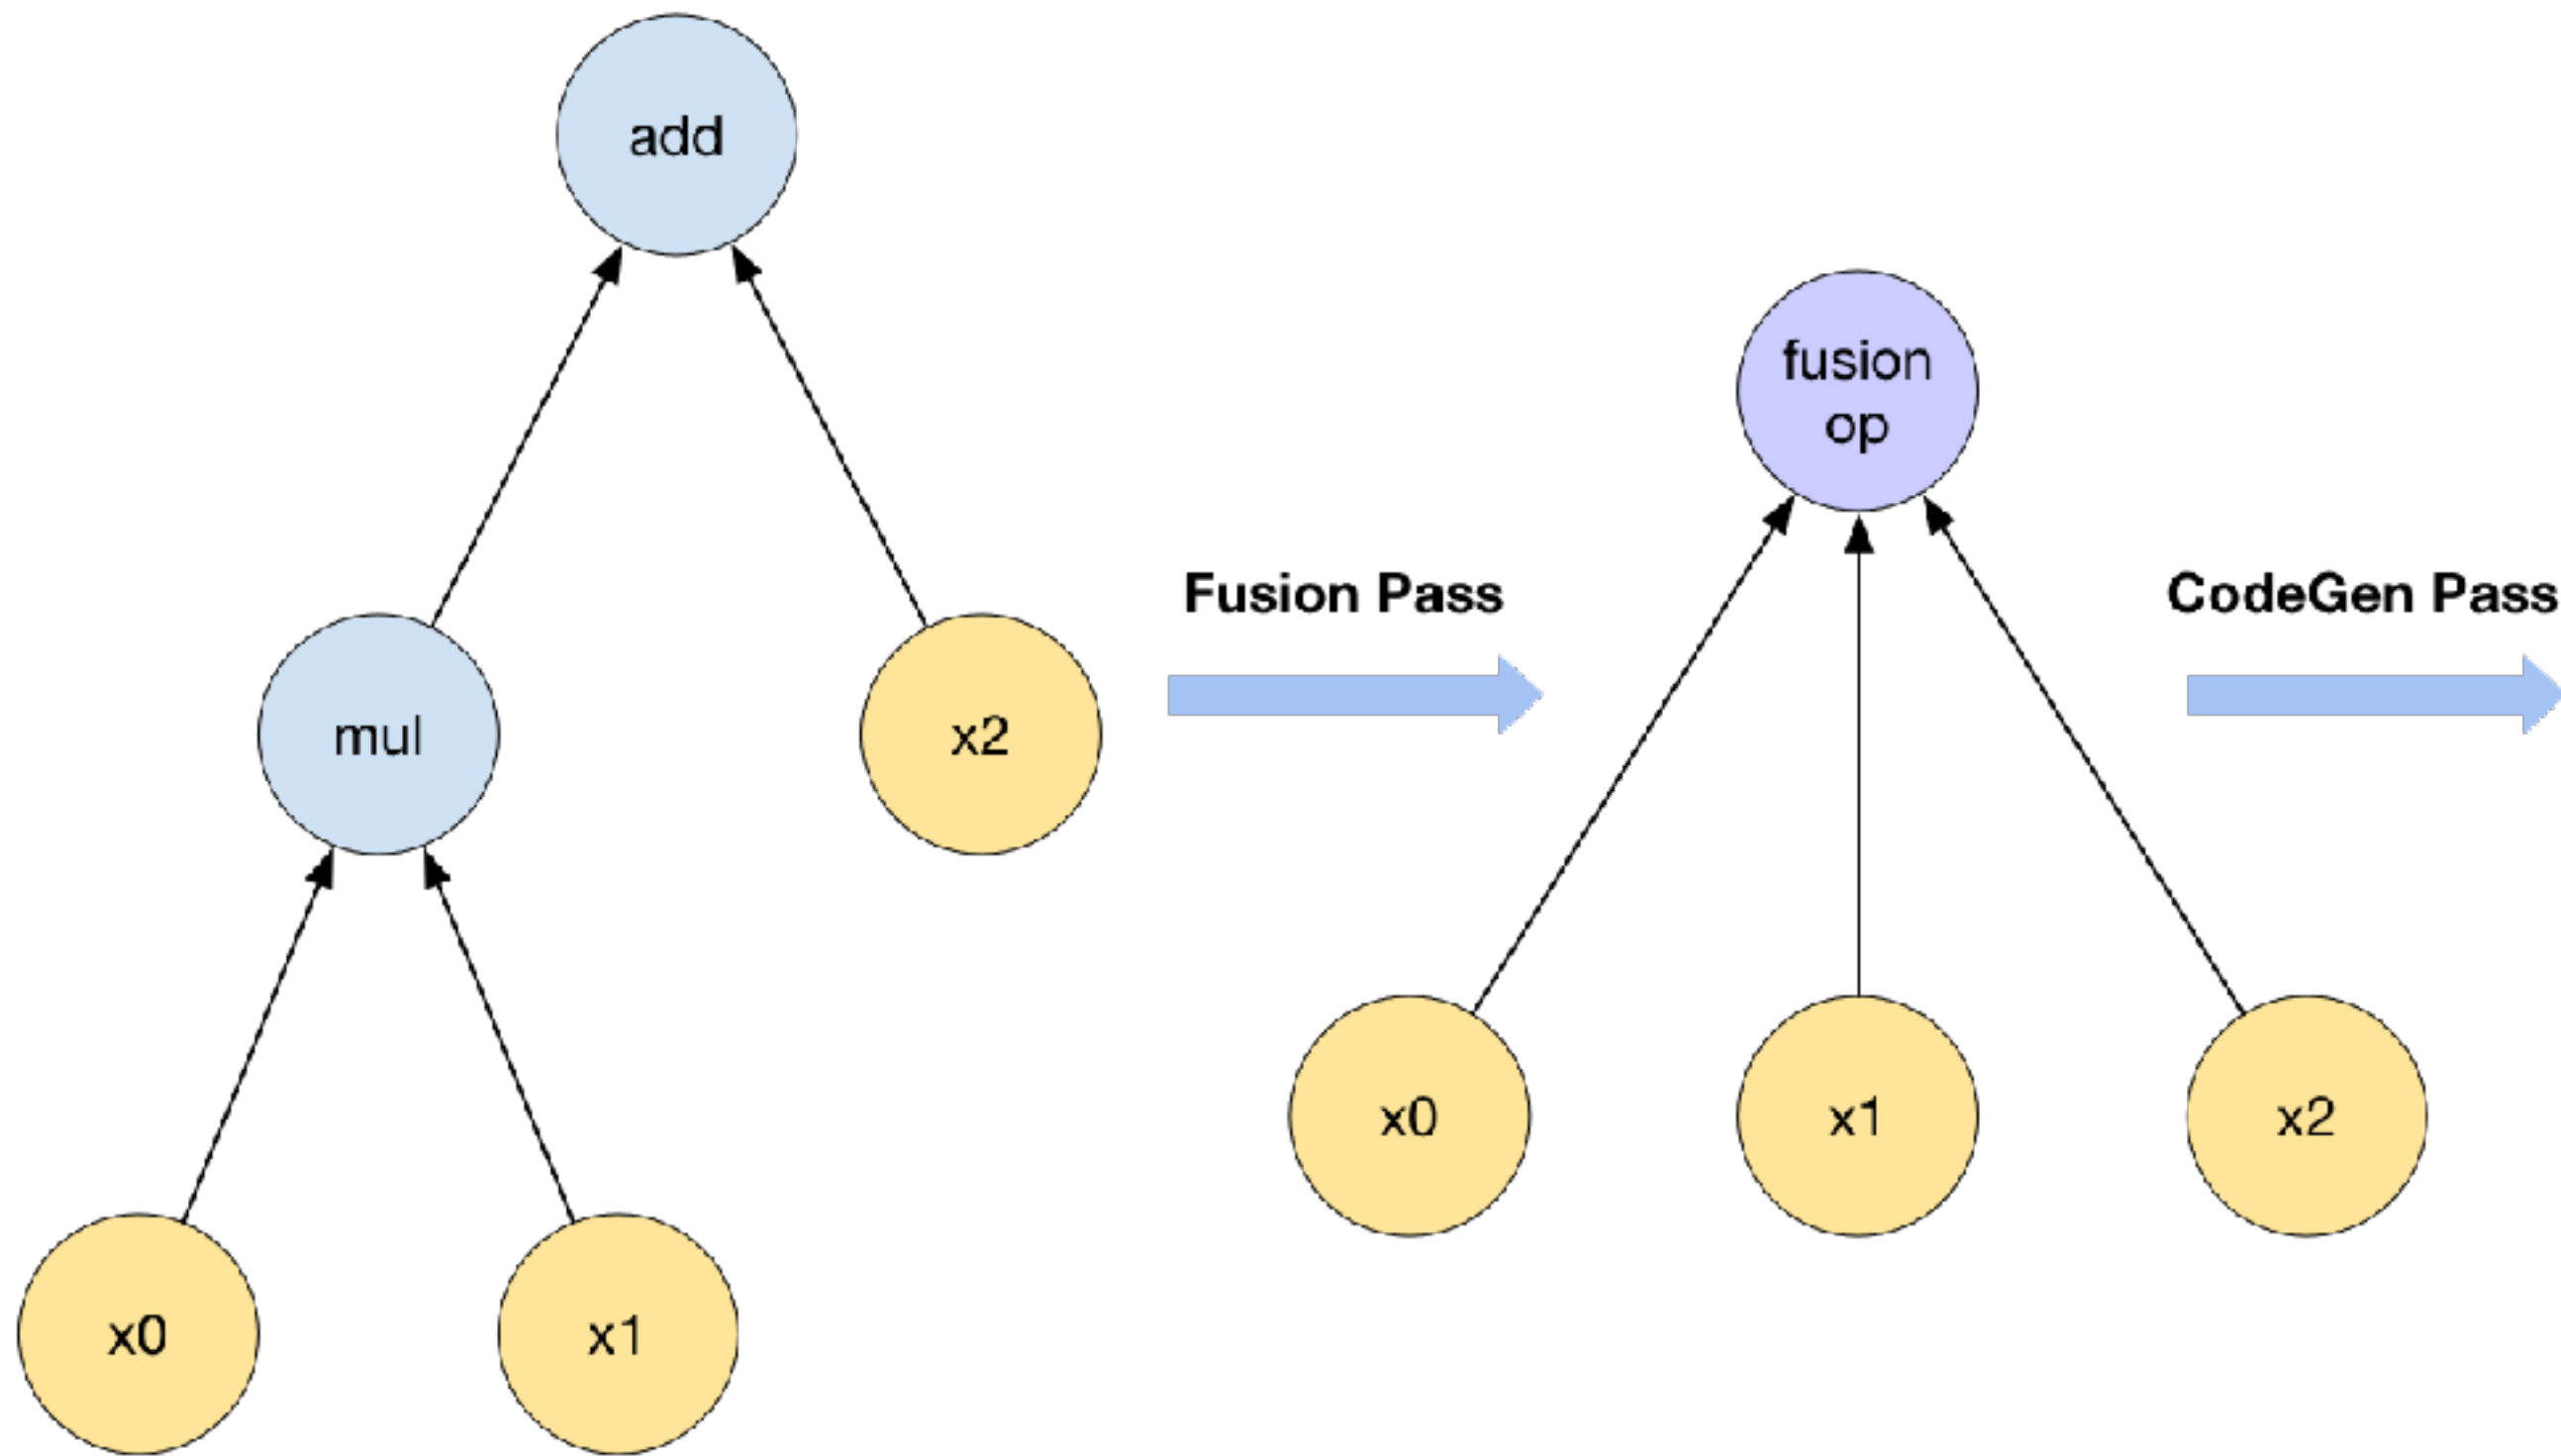 add
mul
x2
x0
x1
Fusion Pass
fusion
op
x0
x1
x2
CodeGen Pass